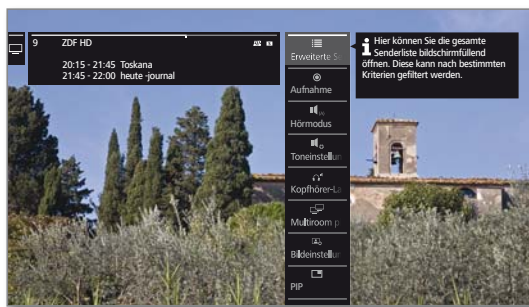 9 ZDF HD
20:15 - 21:45 Toskana
21:45 - 22:00 heute -journal
Erweiterte S
Aufnahme
Hörmodus
Toneinstellun
Kopfhörer-La
Multiroom p
Bildeinstellun
PIP
Hier können Sie die gesamte
Senderliste bildschirmfüllend
öffnen. Diese kann nach bestimmten
Kriterien gefiltert werden.